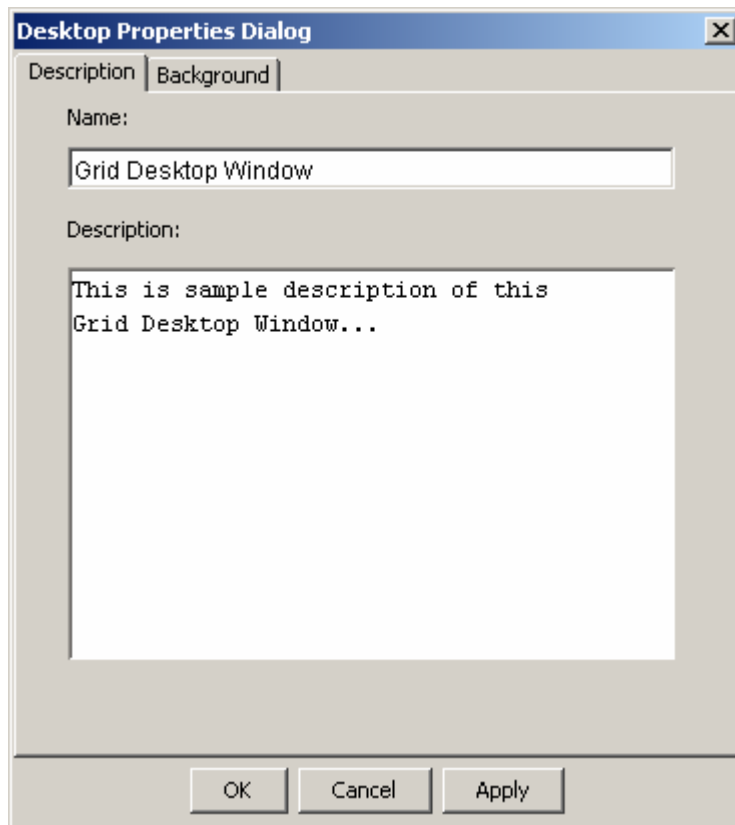 Desktop Properties Dialog
Description Background
Name:
Grid Desktop Window
Description:
This is sample description of this
Grid Desktop Window...
OK Cancel Apply